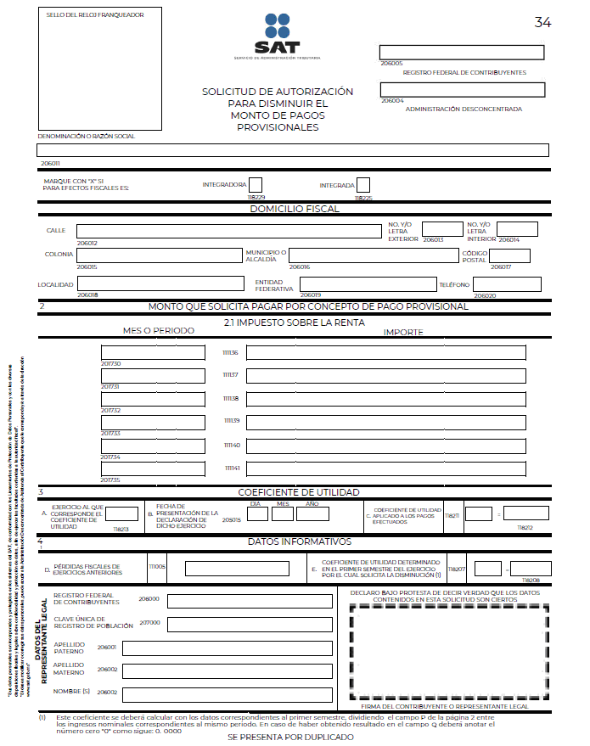 SELLO DEL RELOJ FRANQUEADOR
34
SAT
SERVICIO DE ADMINISTRACIÓN TRIBUTARIA
206005
REGISTRO FEDERAL DE CONTRIBUYENTES
SOLICITUD DE AUTORIZACIÓN
PARA DISMINUIR EL
MONTO DE PAGOS
PROVISIONALES
206004
ADMINISTRACIÓN DESCONCENTRADA
DENOMINACIÓN O RAZÓN SOCIAL
206011
MARQUE CON "X" SI
PARA EFECTOS FISCALES ES:
INTEGRADORA
118229
INTEGRADA
118225
DOMICILIO FISCAL
CALLE
206012
NO, Y/O
LETRA
EXTERIOR 206013
NO, Y/O
LETRA
INTERIOR 206014
COLONIA
206015
MUNICIPIO O
ALCALDÍA
206016
CÓDIGO
POSTAL
206017
LOCALIDAD
206018
ENTIDAD
FEDERATIVA
206019
TELÉFONO
206020
2 MONTO QUE SOLICITA PAGAR POR CONCEPTO DE PAGO PROVISIONAL
2.1 IMPUESTO SOBRE LA RENTA
MES O PERIODO
IMPORTE
111136
201730
111137
201731
111138
201732
111139
201733
111140
201734
111141
201735
3 COEFICIENTE DE UTILIDAD
A. EJERCICIO AL QUE
CORRESPONDE EL
COEFICIENTE DE
UTILIDAD
118213
B. FECHA DE
PRESENTACIÓN DE LA
DECLARACIÓN DE
DICHO EJERCICIO
205015
DÍA MES AÑO
C. COEFICIENTE DE UTILIDAD
APLICADO A LOS PAGOS
EFECTUADOS
118211
118212
4 DATOS INFORMATIVOS
D. PÉRDIDAS FISCALES DE
EJERCICIOS ANTERIORES
111005
E. COEFICIENTE DE UTILIDAD DETERMINADO
EN EL PRIMER SEMESTRE DEL EJERCICIO
POR EL CUAL SOLICITA LA DISMINUCIÓN (1)
118207
118208
DATOS DEL
REPRESENTANTE LEGAL
REGISTRO FEDERAL
DE CONTRIBUYENTES
206000
CLAVE ÚNICA DE
REGISTRO DE POBLACIÓN
207000
APELLIDO
PATERNO
206001
APELLIDO
MATERNO
206002
NOMBRE (S)
DECLARO BAJO PROTESTA DE DECIR VERDAD QUE LOS DATOS
CONTENIDOS EN ESTA SOLICITUD SON CIERTOS
FIRMA DEL CONTRIBUYENTE O REPRESENTANTE LEGAL
(1) Este coeficiente se deberá calcular con los datos correspondientes al primer semestre, dividiendo el campo P de la página 2 entre
los ingresos nominales correspondientes al mismo periodo. En caso de haber obtenido resultado en el campo Q deberá anotar el
número cero "0" como sigue: 0. 0000
SE PRESENTA POR DUPLICADO